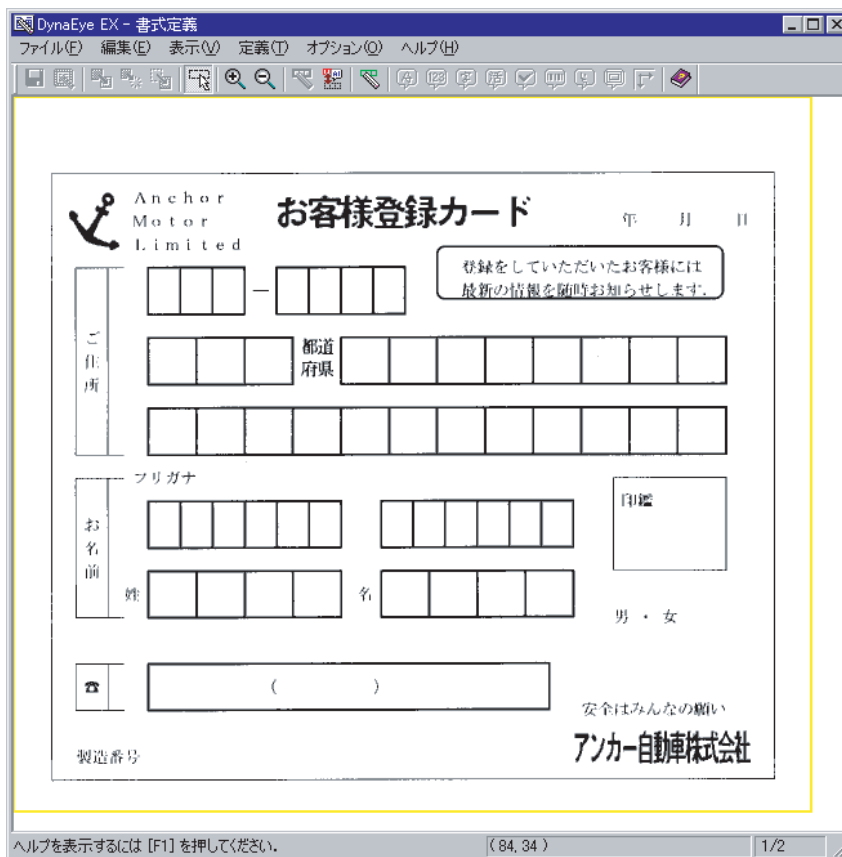 DynaEye EX - 書式定義
ファイル(F) 編集(E) 表示(V) 定義(T) オプション(O) ヘルプ(H)
Anchor
Motor
Limited
お客様登録カード
年 月 日
登録をしていただいたお客様には
最新の情報を随時お知らせします.
ご住所
都道
府県
フリガナ
お名前
印鑑
姓
名
男 ・ 女
☎
( )
安全はみんなの願い
製造番号
アンカー自動車株式会社
ヘルプを表示するには [F1] を押してください. ( 84, 34 ) 1/2